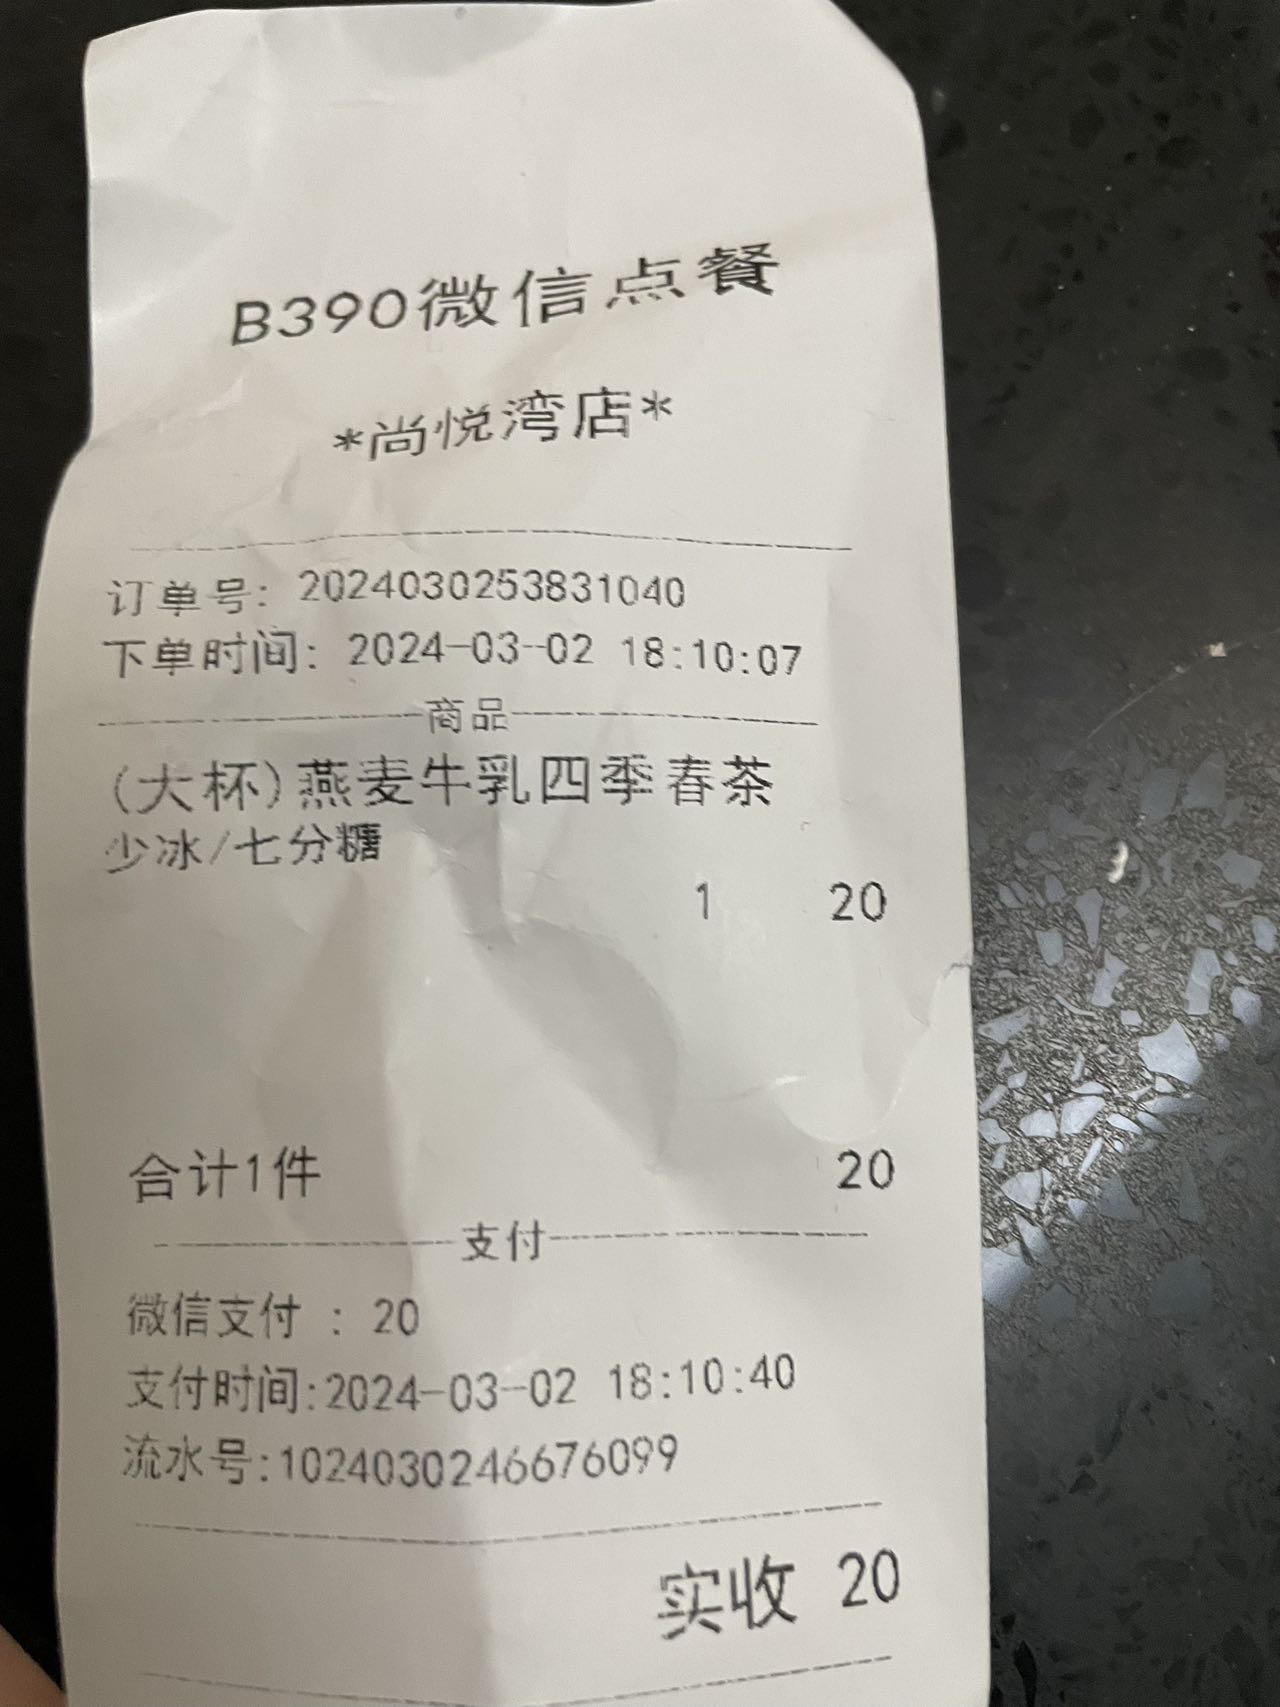 B390微信点餐
*尚悦湾店*
订单号: 2024030253831040
下单时间: 2024-03-02 18:10:07
商品
(大杯)燕麦牛乳四季春茶
少冰/七分糖
1 20
合计1件 20
支付
微信支付 : 20
支付时间:2024-03-02 18:10:40
流水号:1024030246676099
实收 20